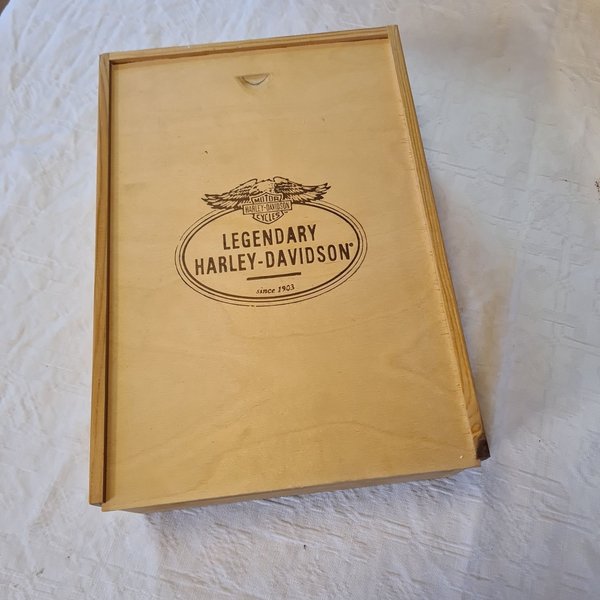 MOTOR
HARLEY-DAVIDSON
CYCLES
LEGENDARY
HARLEY-DAVIDSON®
since 1903